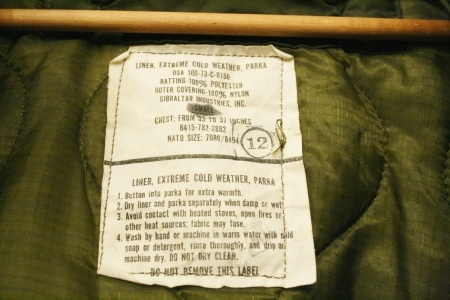 LINER, EXTREME COLD WEATHER, PARKA
DSA 100-73-C-0156
BATTING-100% POLYESTER
OUTER COVERING-100% NYLON
GIBRALTAR INDUSTRIES, INC.
SMALL
CHEST: FROM 33 TO 37 INCHES
8415-782-2882
NATO SIZE: 7080/8494
12
LINER, EXTREME COLD WEATHER, PARKA
1. Button into parka for extra warmth.
2. Dry liner and parka separately when damp or wet
3. Avoid contact with heated stoves, open fires or
other heat sources; fabric may fuse.
4. Wash by hand or machine in warm water with mild
soap or detergent, rinse thoroughly, and drip or
machine dry. DO NOT DRY CLEAN.
DO NOT REMOVE THIS LABEL